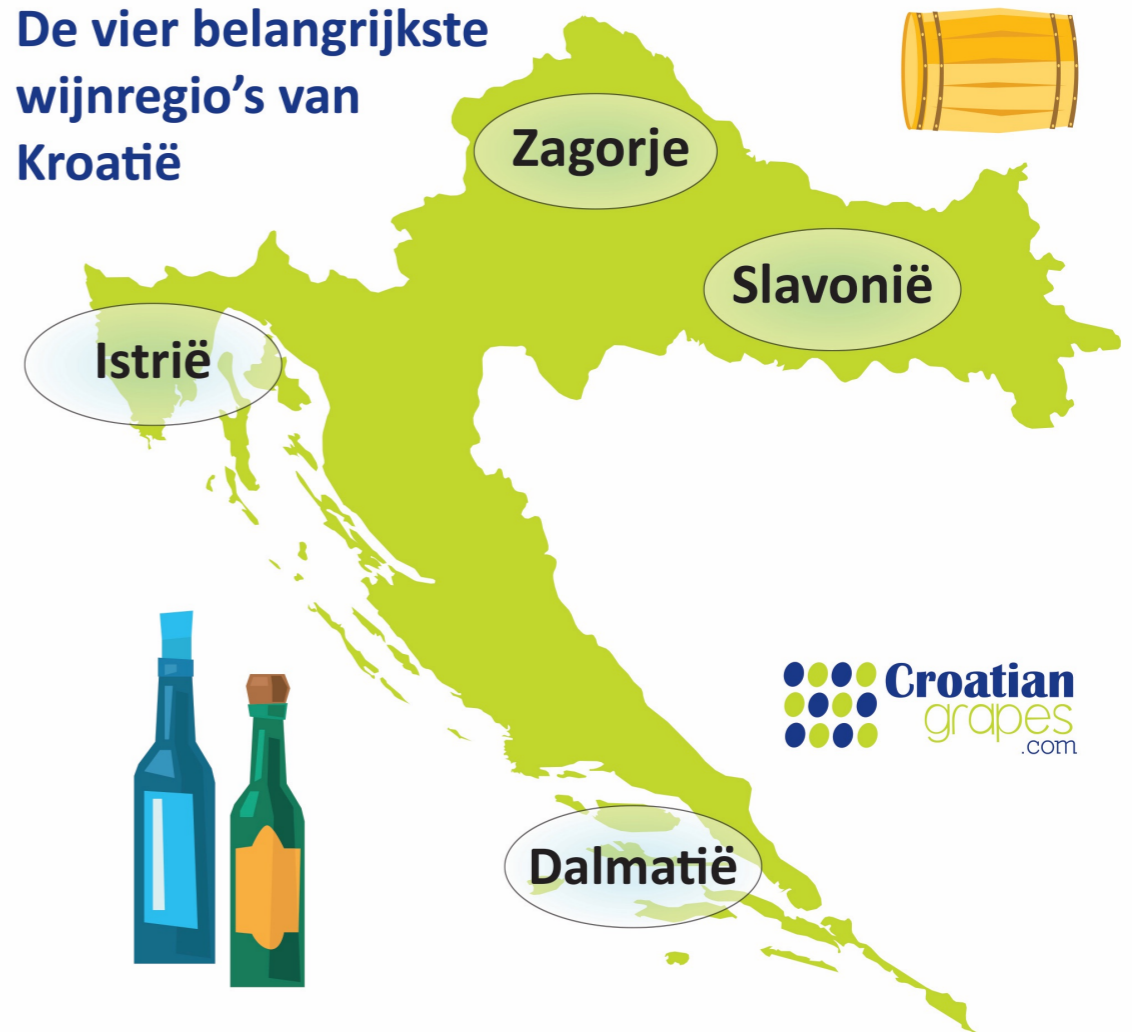 De vier belangrijkste
wijnregio's van
Kroatië
Zagorje
Slavonië
Istrië
Croatian
grapes
.com
Dalmatië